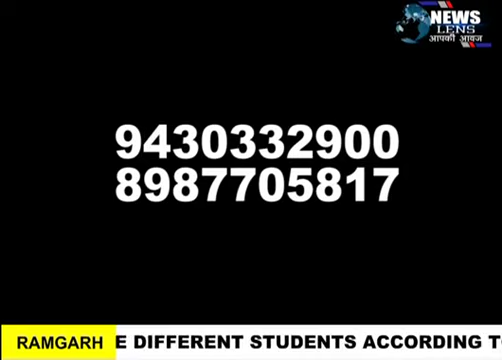 NEWS
LENS
आपकी आवाज
9430332900
8987705817
RAMGARH
E DIFFERENT STUDENTS ACCORDING T